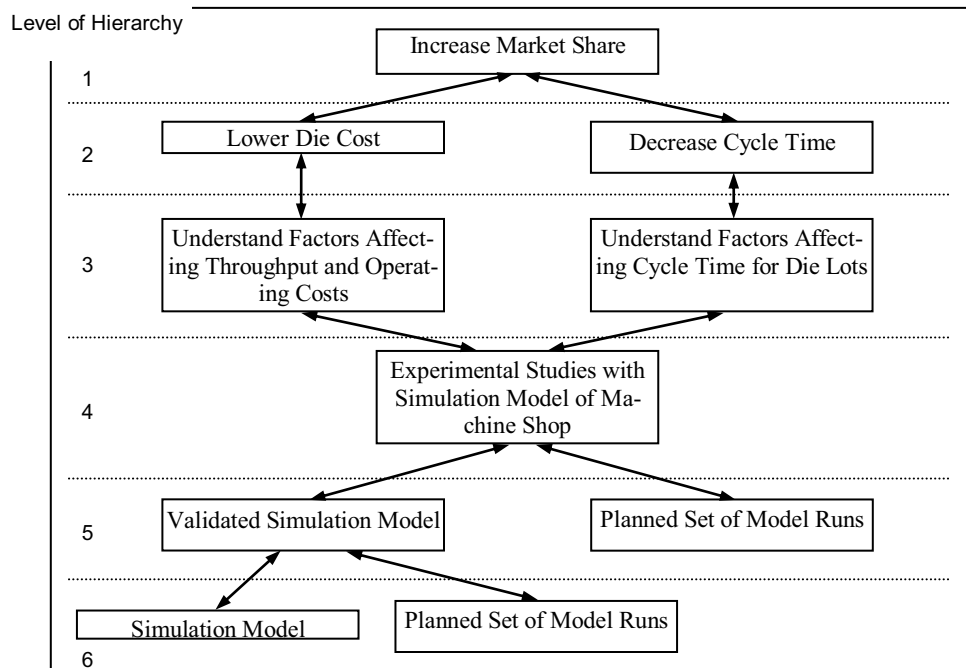 Level of Hierarchy
Increase Market Share
1
Lower Die Cost
Decrease Cycle Time
2
Understand Factors Affect-
ing Throughput and Operat-
ing Costs
Understand Factors Affect-
ing Cycle Time for Die Lots
3
Experimental Studies with
Simulation Model of Ma-
chine Shop
4
Validated Simulation Model
Planned Set of Model Runs
5
Simulation Model
Planned Set of Model Runs
6